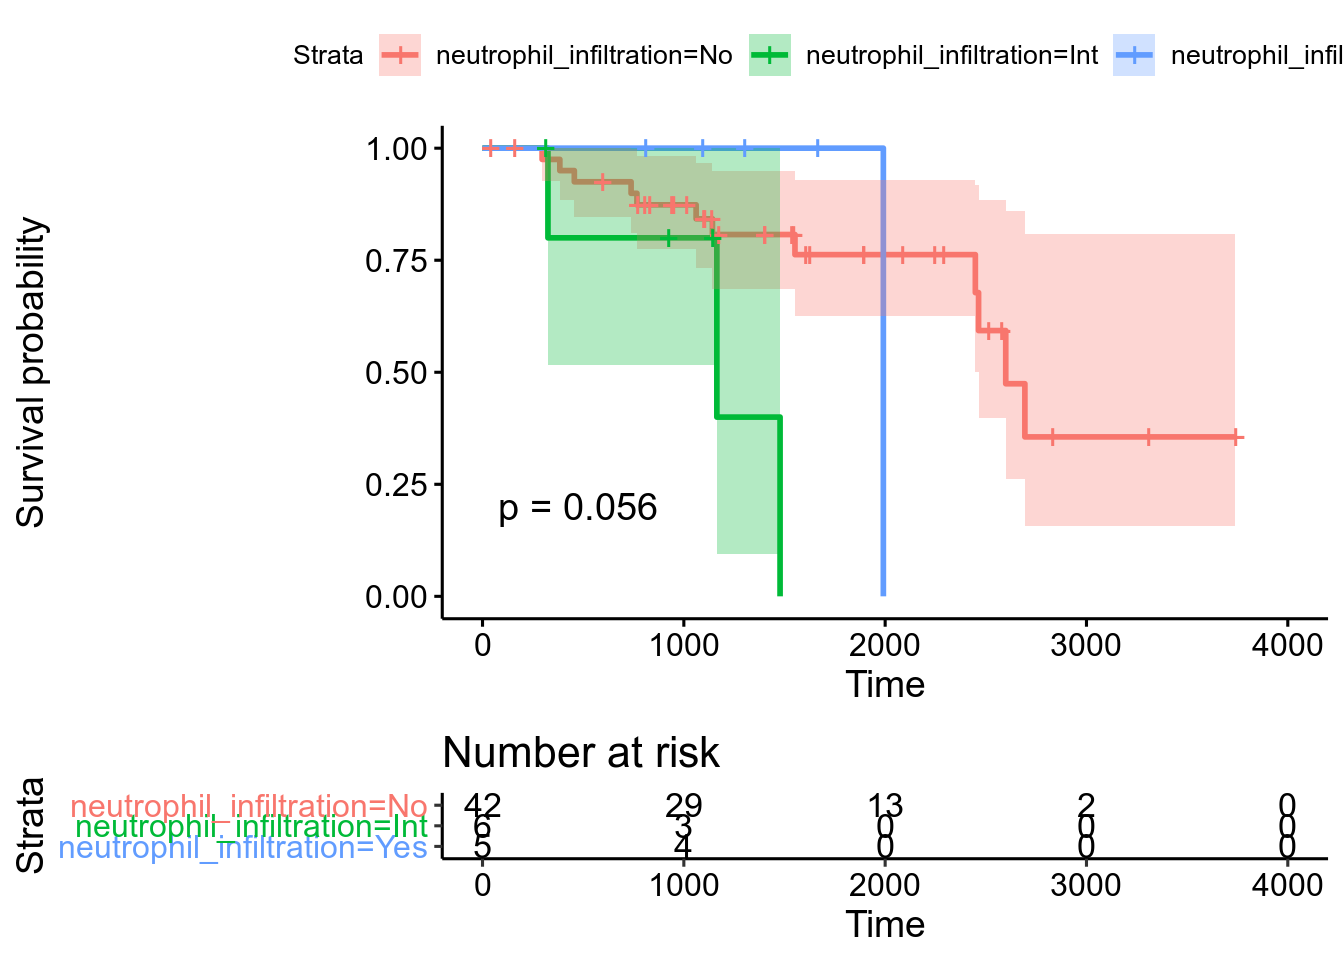 Strata neutrophil_infiltration=No neutrophil_infiltration=Int neutrophil_infil
Survival probability
1.00
0.75
0.50
0.25
0.00
p = 0.056
0 1000 2000 3000 4000
Time
Number at risk
Strata
neutrophil_infiltration=No 42 29 13 2 0
neutrophil_infiltration=Int 6 3 0 0 0
neutrophil_infiltration=Yes 5 4 0 0 0
0 1000 2000 3000 4000
Time